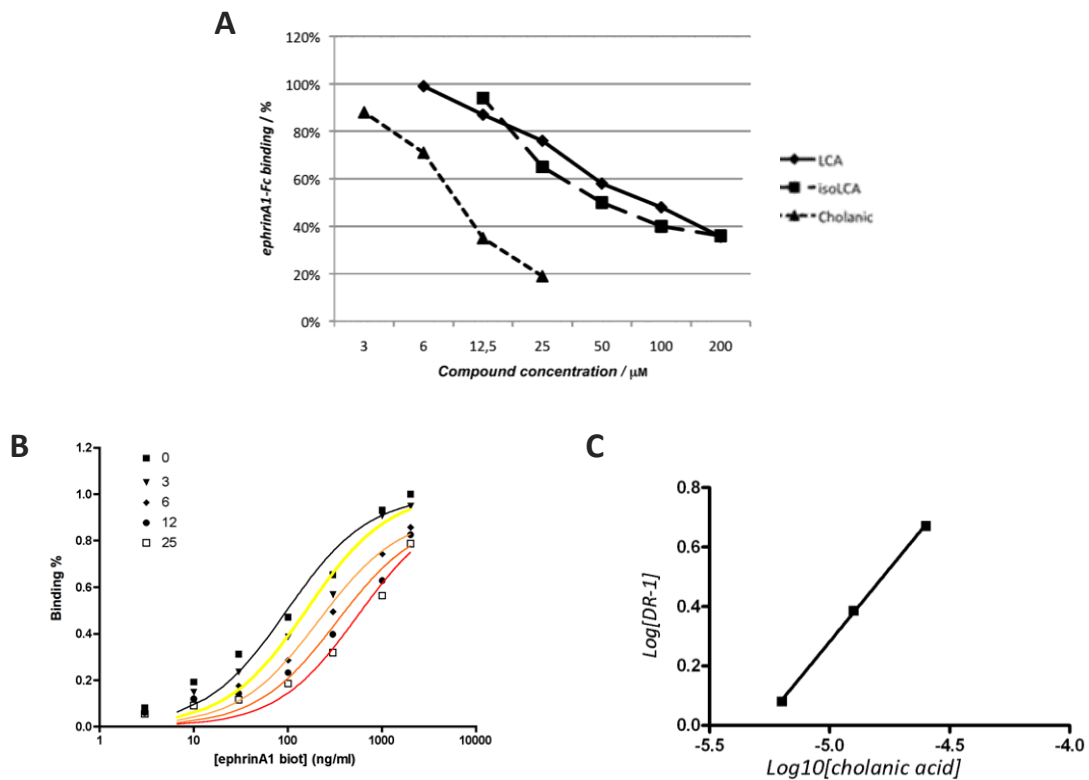 A
120%
100%
80%
60%
40%
20%
0%
ephrinA1-Fc binding / %
3 6 12,5 25 50 100 200
Compound concentration / μM
LCA
isoLCA
Cholanic
B
1.2
1.0
0.8
0.6
0.4
0.2
0.0
Binding %
0
3
6
12
25
1 10 100 1000 10000
[ephrinA1 biot] (ng/ml)
C
0.8
0.6
0.4
0.2
0.0
Log[DR-1]
-5.5 -5.0 -4.5 -4.0
Log10[cholanic acid]